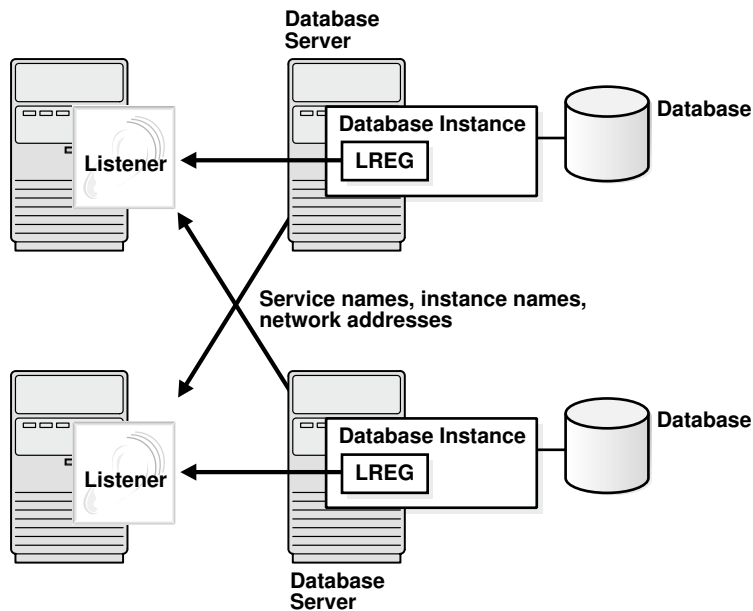 Database
Server
Database
Database Instance
LREG
Listener
Service names, instance names,
network addresses
Database
Database Instance
LREG
Listener
Database
Server